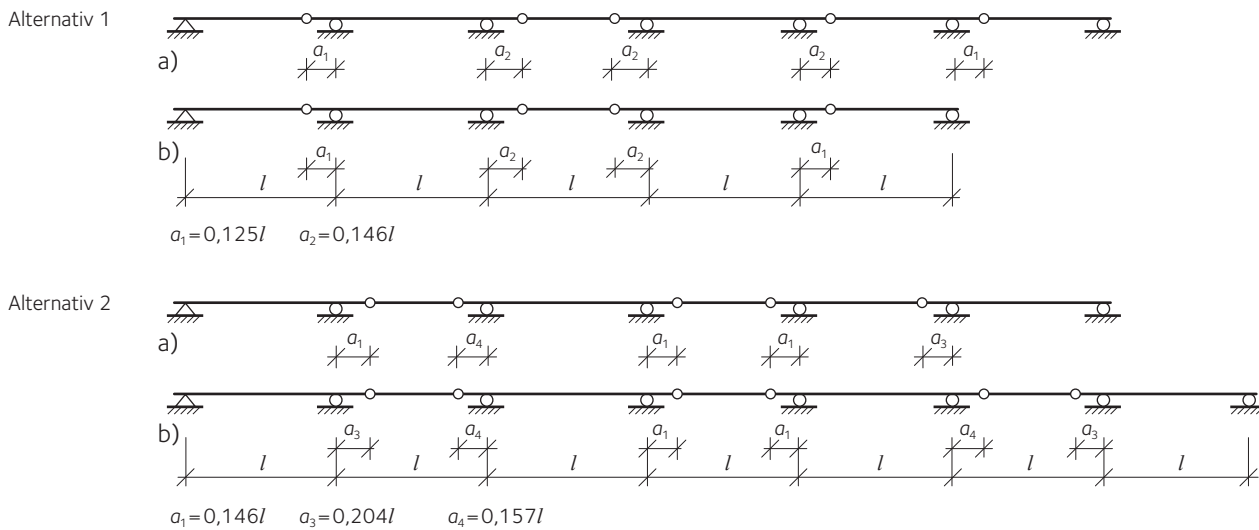 Alternativ 1
a)
a1 a2 a2 a2 a1
b)
a1 a2 a2 a1
l l l l l
a1=0,125l a2=0,146l
Alternativ 2
a)
a1 a4 a1 a1 a3
b)
a3 a4 a1 a1 a4 a3
l l l l l l l
a1=0,146l a3=0,204l a4=0,157l